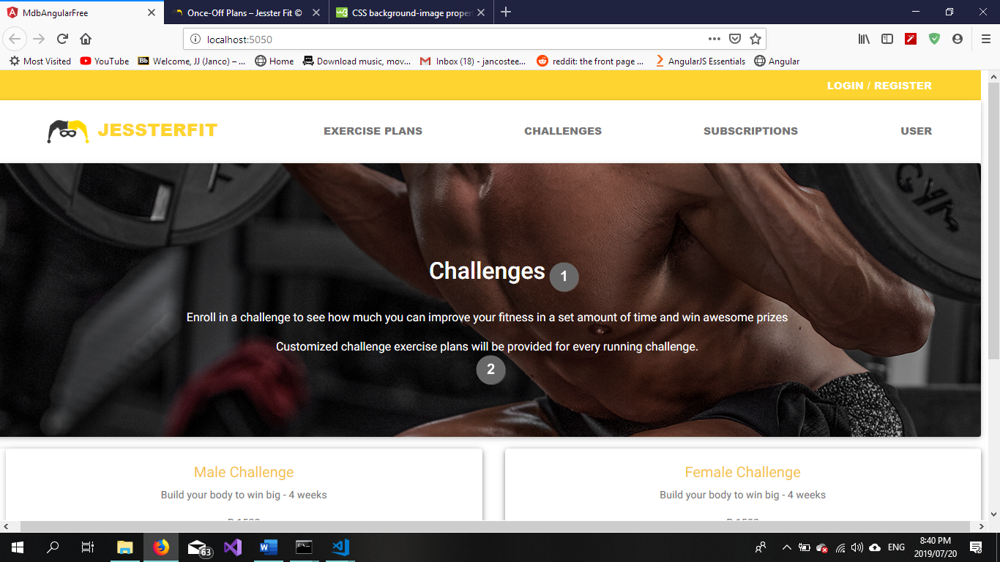 MdbAngularFree
Once-Off Plans – Jesster Fit ©
CSS background-image proper
localhost:5050
Most Visited
YouTube
Bb
Welcome, JJ (Janco) – ...
Home
Download music, mov...
Inbox (18) - jancostee...
reddit: the front page ...
AngularJS Essentials
Angular
LOGIN / REGISTER
JESSTERFIT
EXERCISE PLANS
CHALLENGES
SUBSCRIPTIONS
USER
GYM
Challenges
1
Enroll in a challenge to see how much you can improve your fitness in a set amount of time and win awesome prizes
Customized challenge exercise plans will be provided for every running challenge.
2
Male Challenge
Build your body to win big - 4 weeks
Female Challenge
Build your body to win big - 4 weeks
63
ENG
8:40 PM
2019/07/20